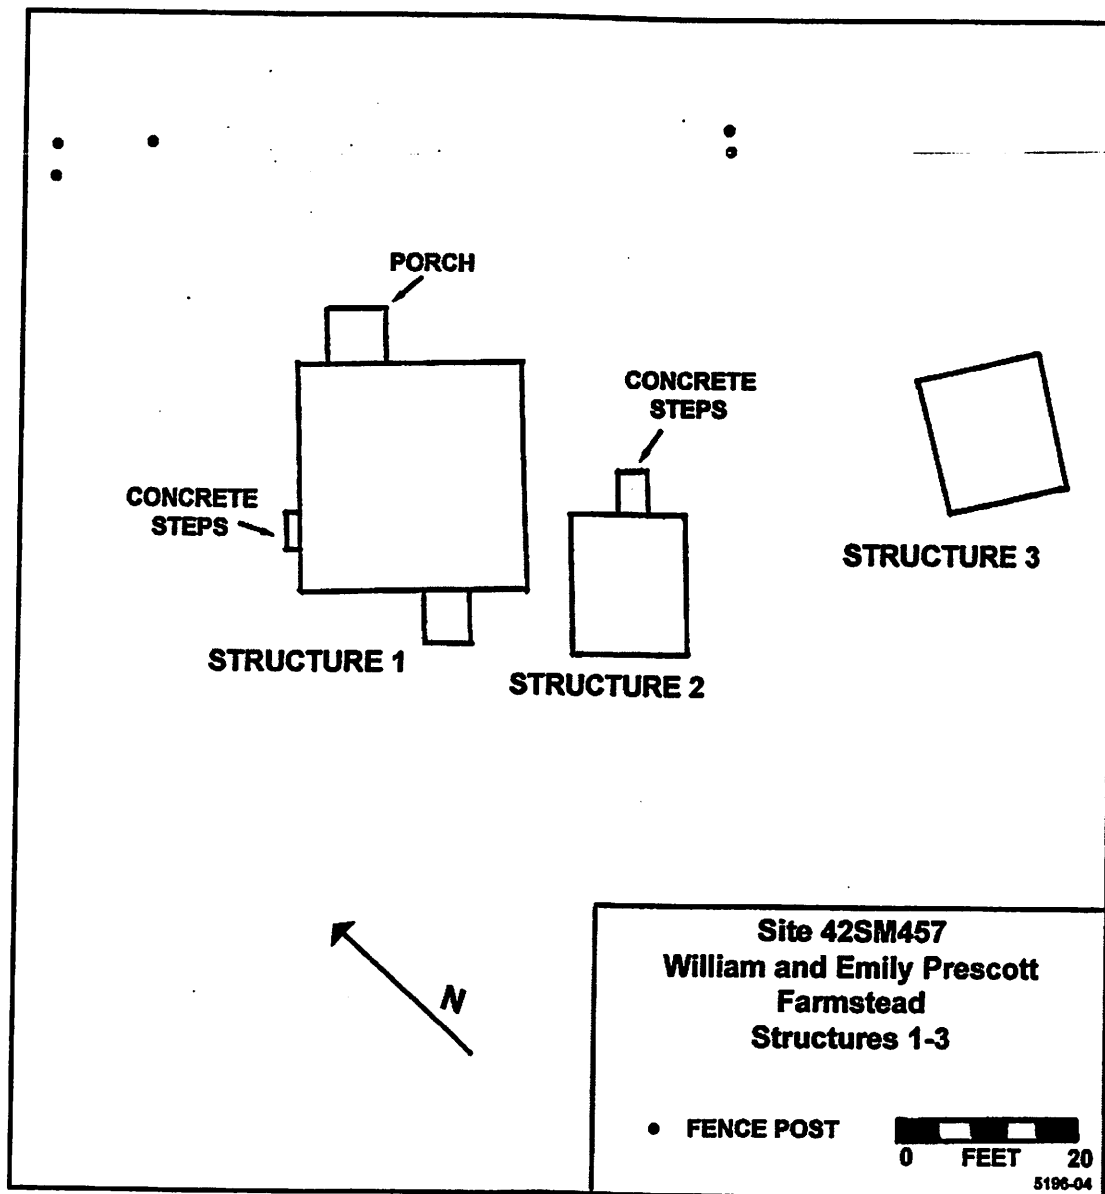 PORCH
CONCRETE
STEPS
CONCRETE
STEPS
STRUCTURE 3
STRUCTURE 1
STRUCTURE 2
N
Site 42SM457
William and Emily Prescott
Farmstead
Structures 1-3
FENCE POST
0 FEET 20
5196-04